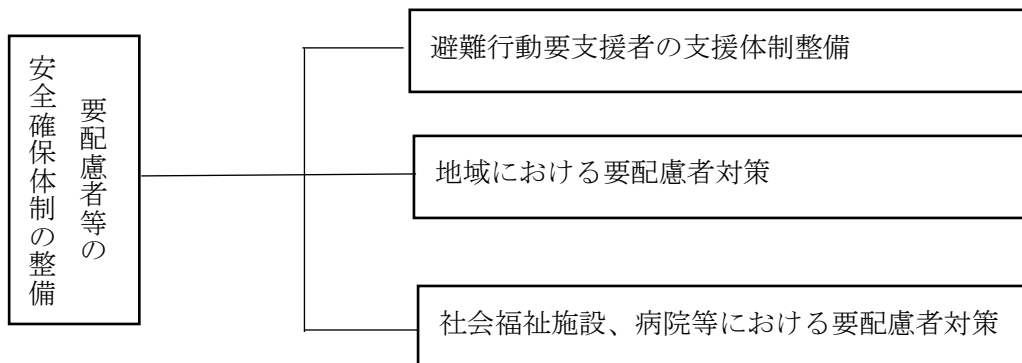 要配慮者等の
安全確保体制の整備
避難行動要支援者の支援体制整備
地域における要配慮者対策
社会福祉施設、病院等における要配慮者対策